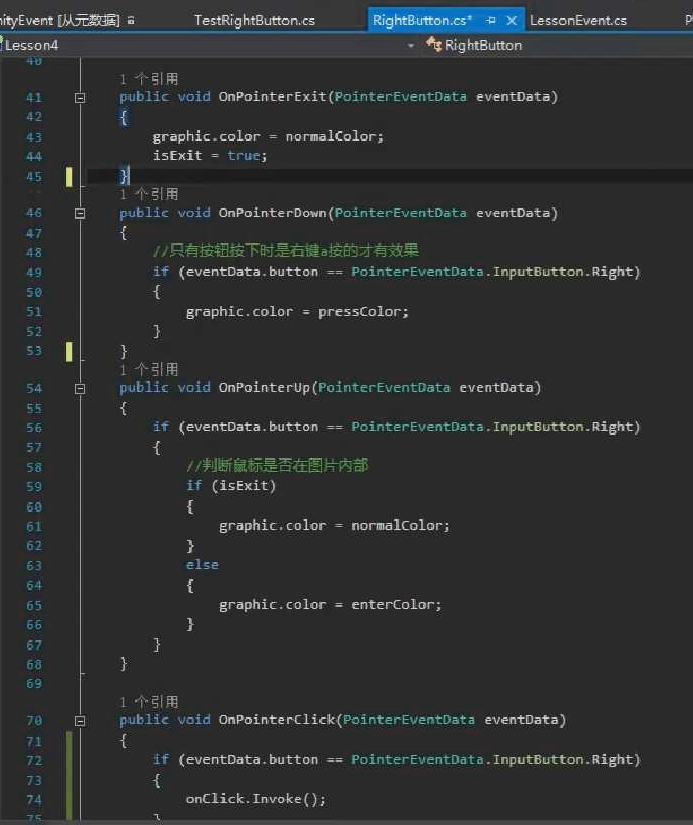 nityEvent [从元数据]
TestRightButton.cs
RightButton.cs*
LessonEvent.cs
Lesson4
RightButton
40
1 个引用
41 public void OnPointerExit(PointerEventData eventData)
42 {
43 graphic.color = normalColor;
44 isExit = true;
45 }
1 个引用
46 public void OnPointerDown(PointerEventData eventData)
47 {
48 //只有按钮按下时是右键a按的才有效果
49 if (eventData.button == PointerEventData.InputButton.Right)
50 {
51 graphic.color = pressColor;
52 }
53 }
1 个引用
54 public void OnPointerUp(PointerEventData eventData)
55 {
56 if (eventData.button == PointerEventData.InputButton.Right)
57 {
58 //判断鼠标是否在图片内部
59 if (isExit)
60 {
61 graphic.color = normalColor;
62 }
63 else
64 {
65 graphic.color = enterColor;
66 }
67 }
68 }
69
1 个引用
70 public void OnPointerClick(PointerEventData eventData)
71 {
72 if (eventData.button == PointerEventData.InputButton.Right)
73 {
74 onClick.Invoke();
75 }